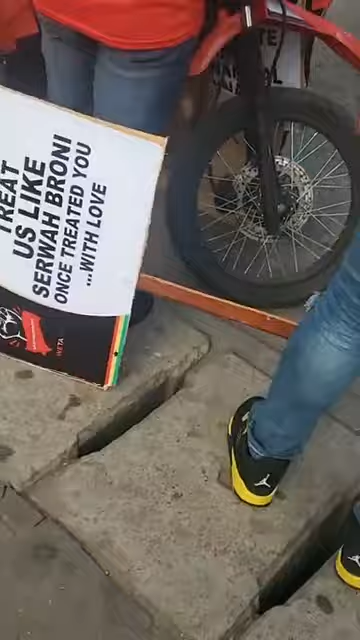 TREAT
US LIKE
SERWAH BRONI
ONCE TREATED YOU
...WITH LOVE